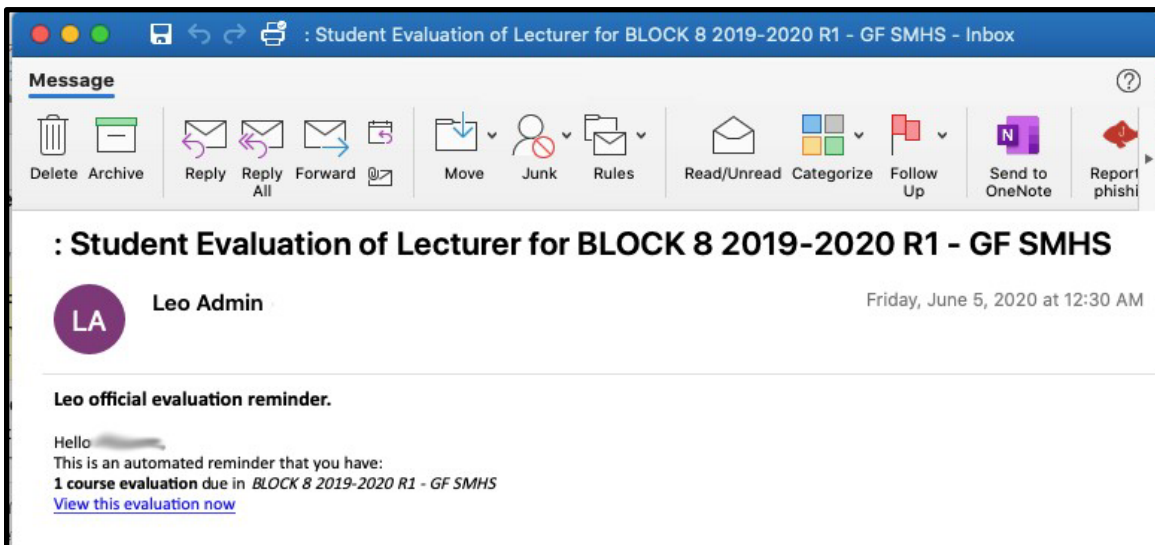 : Student Evaluation of Lecturer for BLOCK 8 2019-2020 R1 - GF SMHS - Inbox
Message
Delete Archive Reply Reply All Forward Move Junk Rules Read/Unread Categorize Follow Up Send to OneNote Report phishi
: Student Evaluation of Lecturer for BLOCK 8 2019-2020 R1 - GF SMHS
LA
Leo Admin
Friday, June 5, 2020 at 12:30 AM
Leo official evaluation reminder.
Hello
This is an automated reminder that you have:
1 course evaluation due in BLOCK 8 2019-2020 R1 - GF SMHS
View this evaluation now